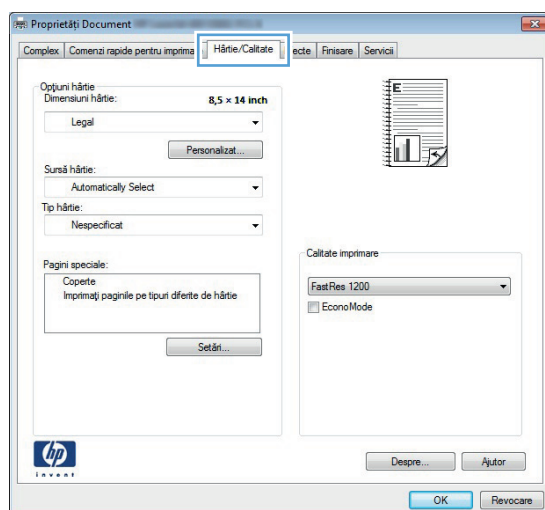 Proprietăți Document
Complex
Comenzi rapide pentru imprima
Hârtie/Calitate
ecte
Finisare
Servicii
Opţiuni hârtie
Dimensiuni hârtie:
8,5 × 14 inch
Legal
Personalizat...
Sursă hârtie:
Automatically Select
Tip hârtie:
Nespecificat
Pagini speciale:
Coperte
Imprimaţi paginile pe tipuri diferite de hârtie
Setări...
E
Calitate imprimare
FastRes 1200
EconoMode
hp
invent
Despre...
Ajutor
OK
Revocare